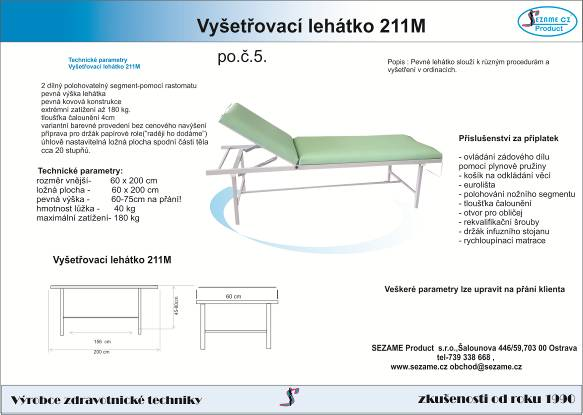 Vyšetřovací lehátko 211M
SEZAME CZ
Product
po.č.5.
Technické parametry
Vyšetřovací lehátko 211M
Popis : Pevné lehátko slouží k různým procedurám a
vyšetření v ordinacích.
2 dílný polohovatelný segment-pomocí rastomatu
pevná výška lehátka
pevná kovová konstrukce
extrémní zatížení až 180 kg.
tloušťka čalounění 4cm
variantní barevné provedení bez cenového navýšení
příprava pro držák papírové role("raději ho dodáme")
úhlově nastavitelná ložná plocha spodní části těla
cca 20 stupňů.
Technické parametry:
rozměr vnější- 60 x 200 cm
ložná plocha - 60 x 200 cm
pevná výška - 60-75cm na přání!
hmotnost lúžka - 40 kg
maximální zatížení- 180 kg
Příslušenství za příplatek
- ovládání zádového dílu
pomocí plynové pružiny
- košík na odkládání věcí
- eurolišta
- polohování nožního segmentu
- tloušťka čalounění
- otvor pro obličej
- rekvalifikační šrouby
- držák infuzního stojanu
- rychloupínací matrace
Vyšetřovací lehátko 211M
45-80cm
60 cm
156 cm
200 cm
Veškeré parametry lze upravit na přání klienta
SEZAME Product s.r.o.,Šalounova 446/59,703 00 Ostrava
tel-739 338 668 ,
www.sezame.cz obchod@sezame.cz
Výrobce zdravotnické techniky
zkušenosti od roku 1990